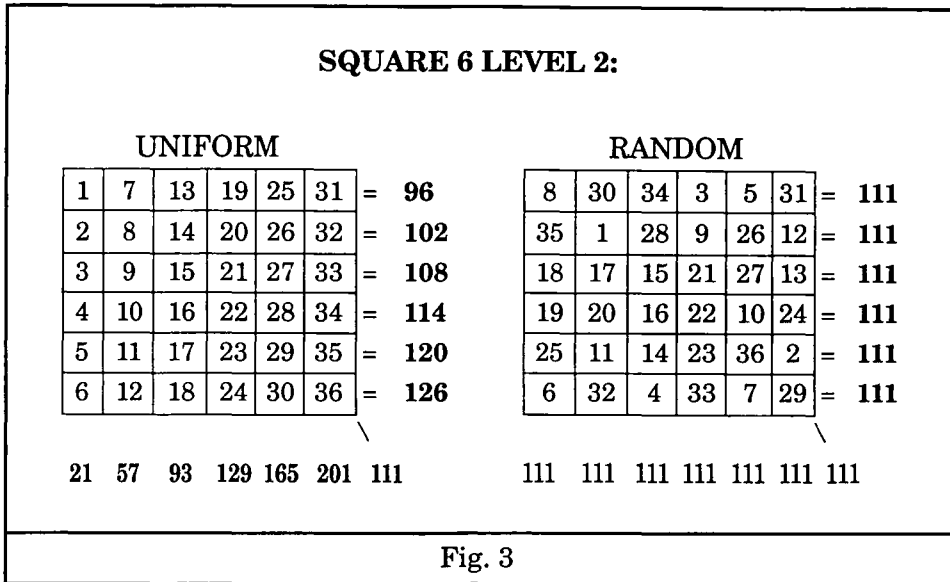 SQUARE 6 LEVEL 2:
UNIFORM
1 7 13 19 25 31 = 96
2 8 14 20 26 32 = 102
3 9 15 21 27 33 = 108
4 10 16 22 28 34 = 114
5 11 17 23 29 35 = 120
6 12 18 24 30 36 = 126
\
21 57 93 129 165 201 111
RANDOM
8 30 34 3 5 31 = 111
35 1 28 9 26 12 = 111
18 17 15 21 27 13 = 111
19 20 16 22 10 24 = 111
25 11 14 23 36 2 = 111
6 32 4 33 7 29 = 111
\
111 111 111 111 111 111 111
Fig. 3